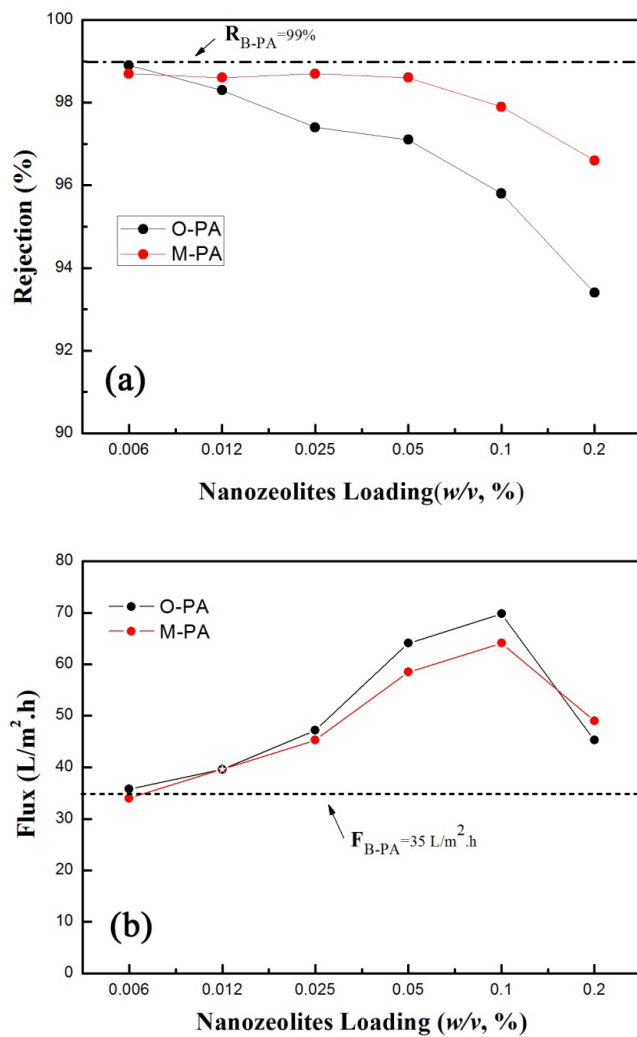 R B-PA=99%
100
98
96
94
92
90
Rejection (%)
O-PA
M-PA
(a)
0.006 0.012 0.025 0.05 0.1 0.2
Nanozeolites Loading(w/v, %)
80
70
60
50
40
30
20
10
0
Flux (L/m².h)
O-PA
M-PA
F B-PA=35 L/m².h
(b)
0.006 0.012 0.025 0.05 0.1 0.2
Nanozeolites Loading (w/v, %)